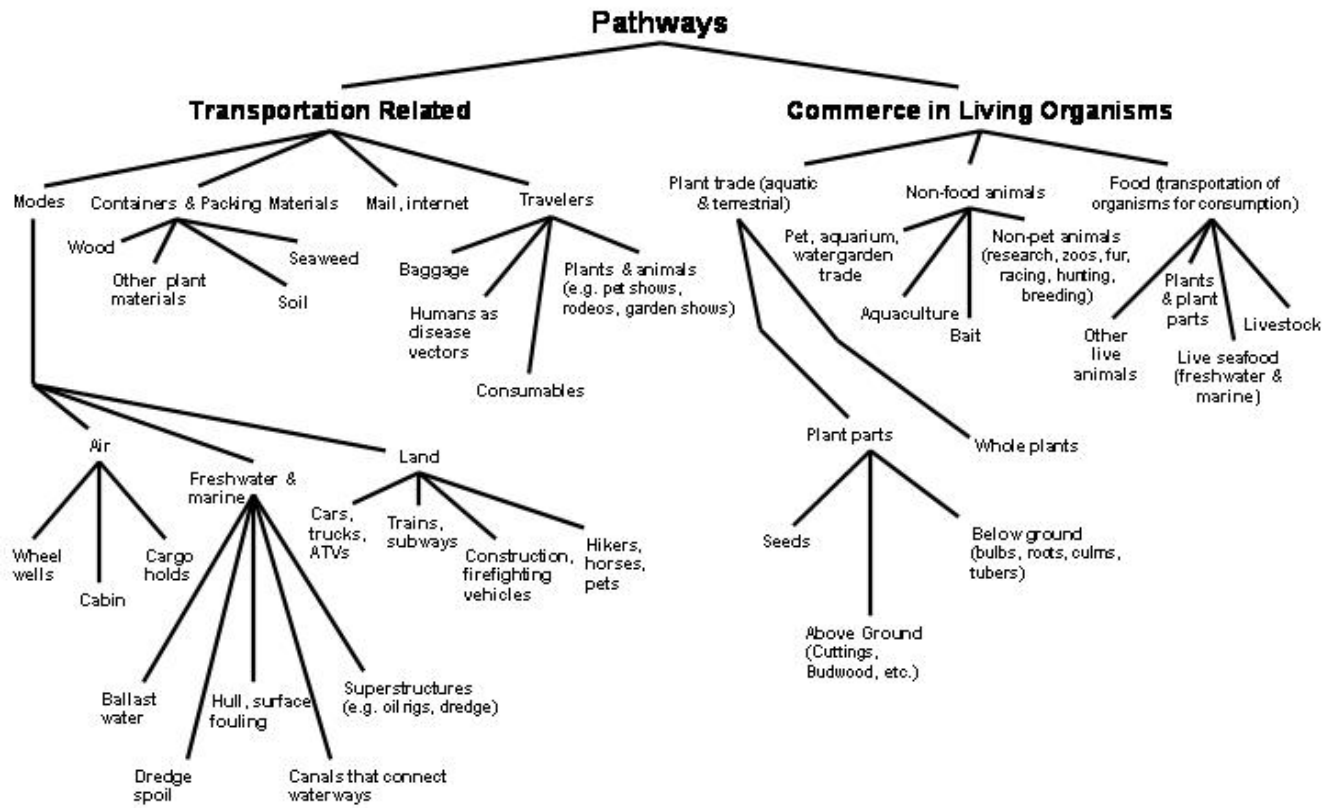 Pathways
Transportation Related
Commerce in Living Organisms
Modes
Containers & Packing Materials
Mail, internet
Travelers
Plant trade (aquatic
& terrestrial)
Non-food animals
Food (transportation of
organisms for consumption)
Wood
Other plant
materials
Soil
Seaweed
Baggage
Humans as
disease
vectors
Consumables
Plants & animals
(e.g. pet shows,
rodeos, garden shows)
Pet, aquarium,
watergarden
trade
Aquaculture
Bait
Non-pet animals
(research, zoos, fur,
racing, hunting,
breeding)
Other
live
animals
Plants
& plant
parts
Live seafood
(freshwater &
marine)
Livestock
Air
Freshwater &
marine
Land
Plant parts
Whole plants
Wheel
wells
Cabin
Cargo
holds
Cars,
trucks,
ATVs
Trains,
subways
Construction,
firefighting
vehicles
Hikers,
horses,
pets
Seeds
Above Ground
(Cuttings,
Budwood, etc.)
Below ground
(bulbs, roots, culms,
tubers)
Ballast
water
Dredge
spoil
Hull, surface
fouling
Canals that connect
waterways
Superstructures
(e.g. oil rigs, dredge)